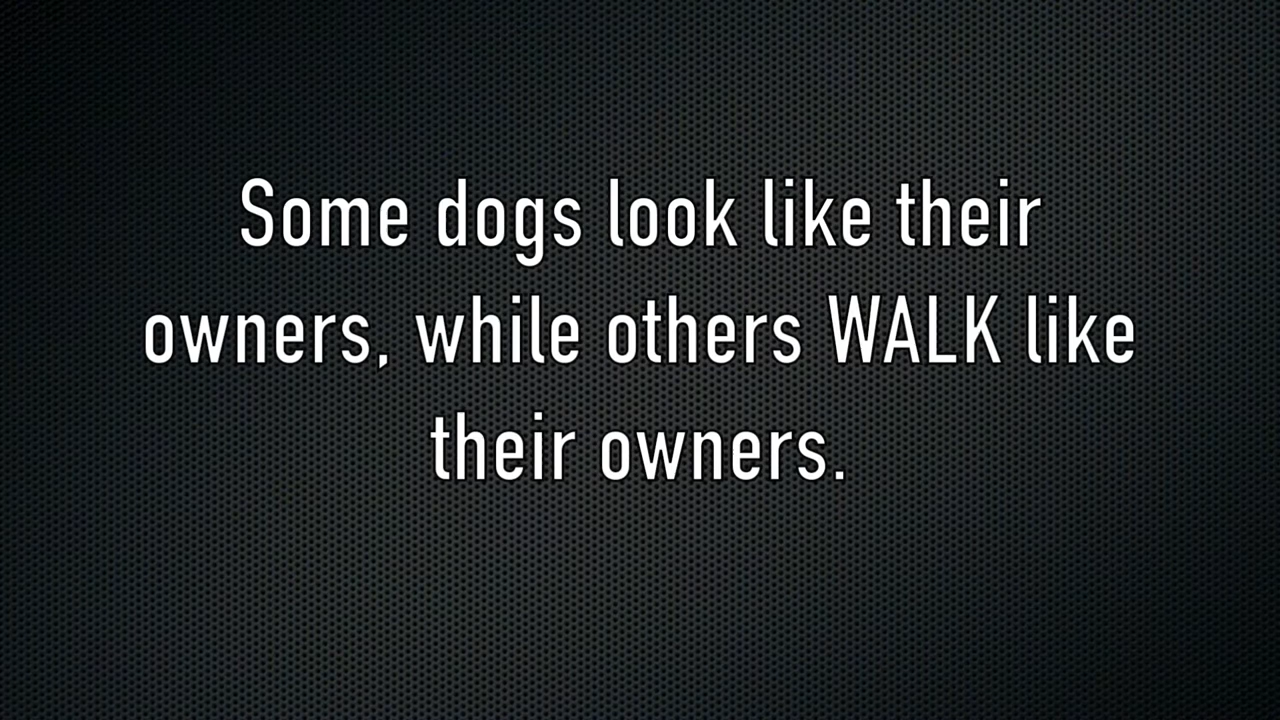 Some dogs look like their
owners, while others WALK like
their owners.